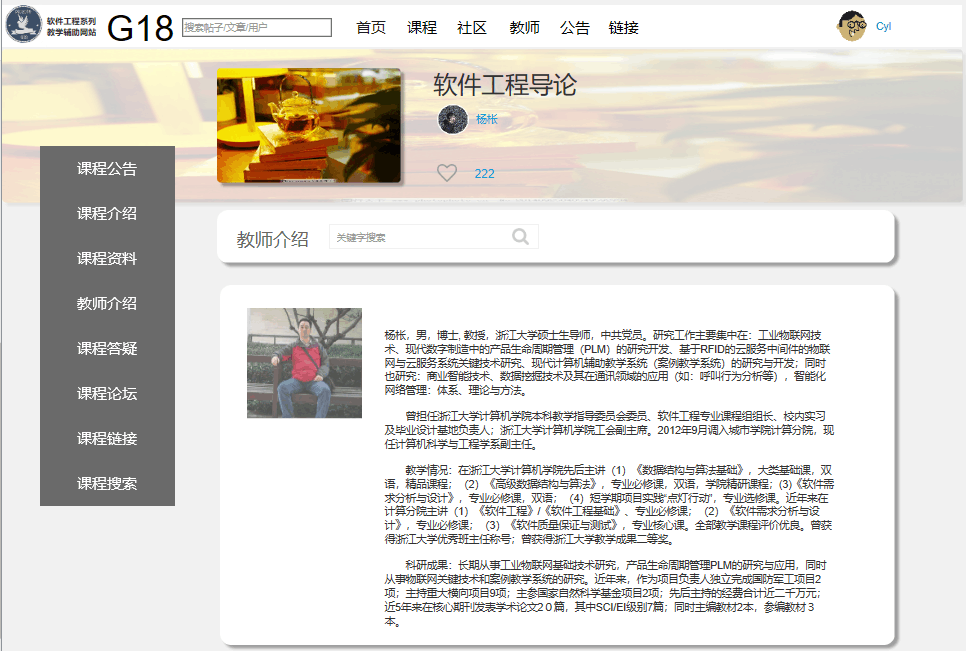 软件工程系列
教学辅助网站
G18
搜索帖子/文章/用户
首页 课程 社区 教师 公告 链接
Cyl
软件工程导论
杨枨
222
课程公告
课程介绍
课程资料
教师介绍
课程答疑
课程论坛
课程链接
课程搜索
教师介绍
关键字搜索
杨枨，男，博士, 教授，浙江大学硕士生导师，中共党员。研究工作主要集中在：工业物联网技
术、现代数字制造中的产品生命周期管理（PLM）的研究开发、基于RFID的云服务中间件的物联
网与云服务系统关键技术研究、现代计算机辅助教学系统（案例教学系统）的研究与开发；同时
也研究：商业智能技术、数据挖掘技术及其在通讯领域的应用（如：呼叫行为分析等），智能化
网络管理：体系、理论与方法。
曾担任浙江大学计算机学院本科教学指导委员会委员、软件工程专业课程组组长、校内实习
及毕业设计基地负责人；浙江大学计算机学院工会副主席。2012年9月调入城市学院计算分院，现
任计算机科学与工程学系副主任。
教学情况：在浙江大学计算机学院先后主讲（1）《数据结构与算法基础》，大类基础课，双
语，精品课程；（2）《高级数据结构与算法》，专业必修课，双语，学院精研课程；(3)《软件需
求分析与设计》，专业必修课，双语；（4）短学期项目实践“点灯行动”，专业选修课。近年来在
计算分院主讲（1）《软件工程》/《软件工程基础》、专业必修课；（2）《软件需求分析与设
计》，专业必修课；（3）《软件质量保证与测试》，专业核心课。全部教学课程评价优良。曾获
得浙江大学优秀班主任称号；曾获得浙江大学教学成果二等奖。
科研成果：长期从事工业物联网基础技术研究，产品生命周期管理PLM的研究与应用，同时
从事物联网关键技术和案例教学系统的研究。近年来，作为项目负责人独立完成国防军工项目2
项；主持重大横向项目9项；主参国家自然科学基金项目2项；先后主持的经费合计近二千万元；
近5年来在核心期刊发表学术论文2０篇，其中SCI/EI级别7篇；同时主编教材2本，参编教材３
本。